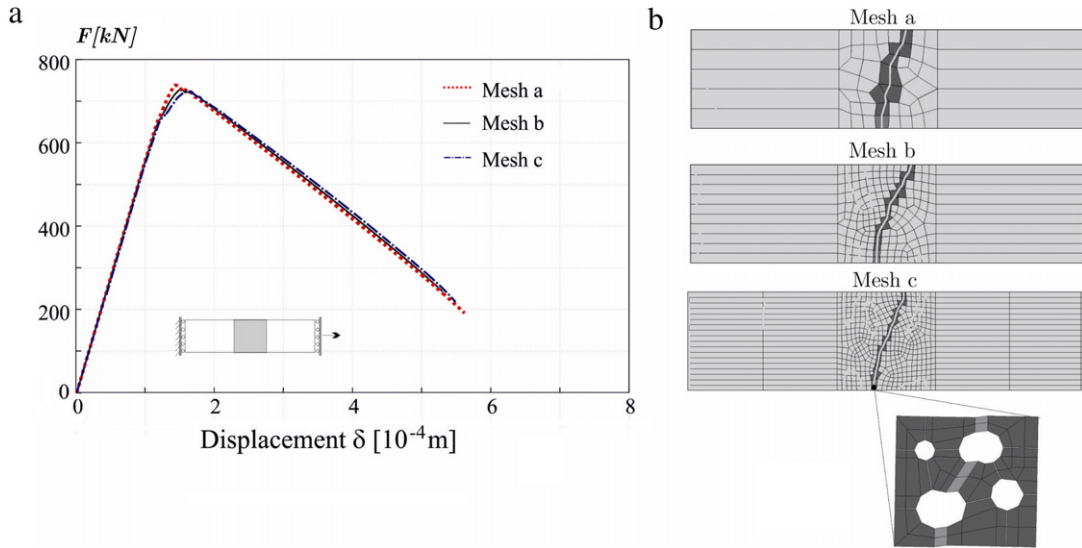 a
F[kN]
800
600
400
200
0
0
2
4
6
8
Displacement δ [10⁻⁴m]
Mesh a
Mesh b
Mesh c
b
Mesh a
Mesh b
Mesh c